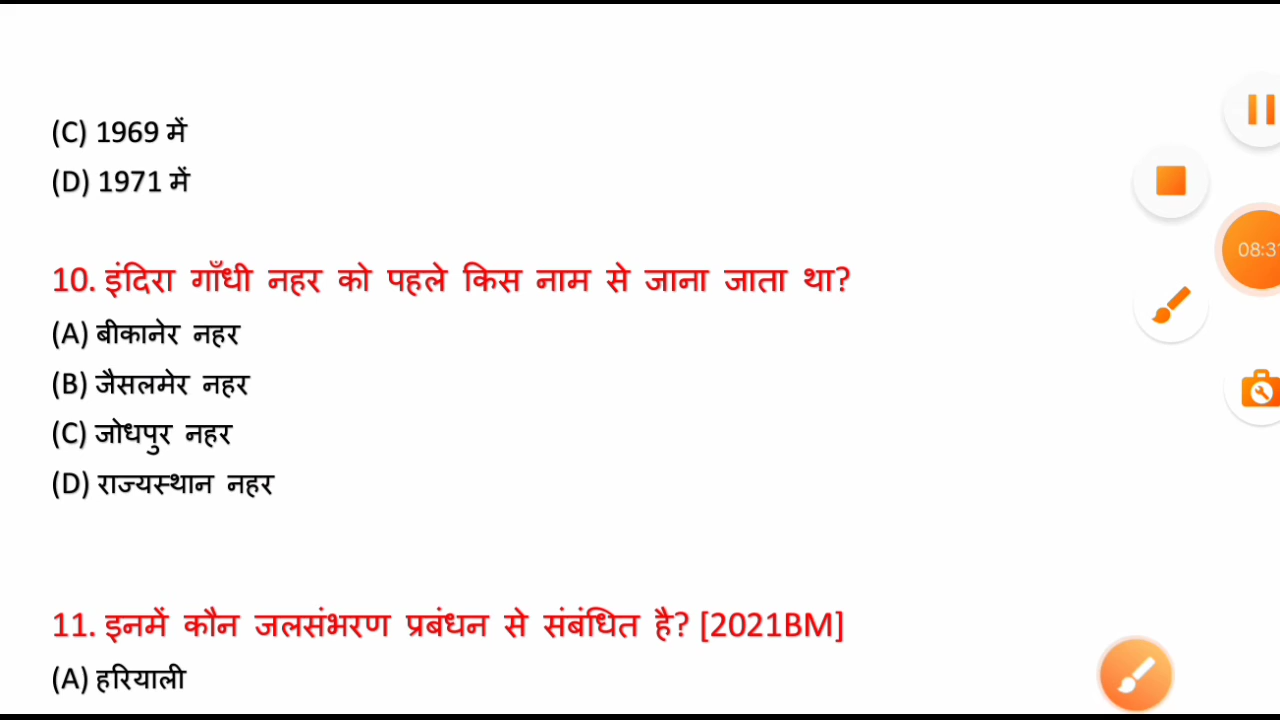 (C) 1969 में
(D) 1971 में
10. इंदिरा गाँधी नहर को पहले किस नाम से जाना जाता था?
(A) बीकानेर नहर
(B) जैसलमेर नहर
(C) जोधपुर नहर
(D) राज्यस्थान नहर
11. इनमें कौन जलसंभरण प्रबंधन से संबंधित है? [2021BM]
(A) हरियाली